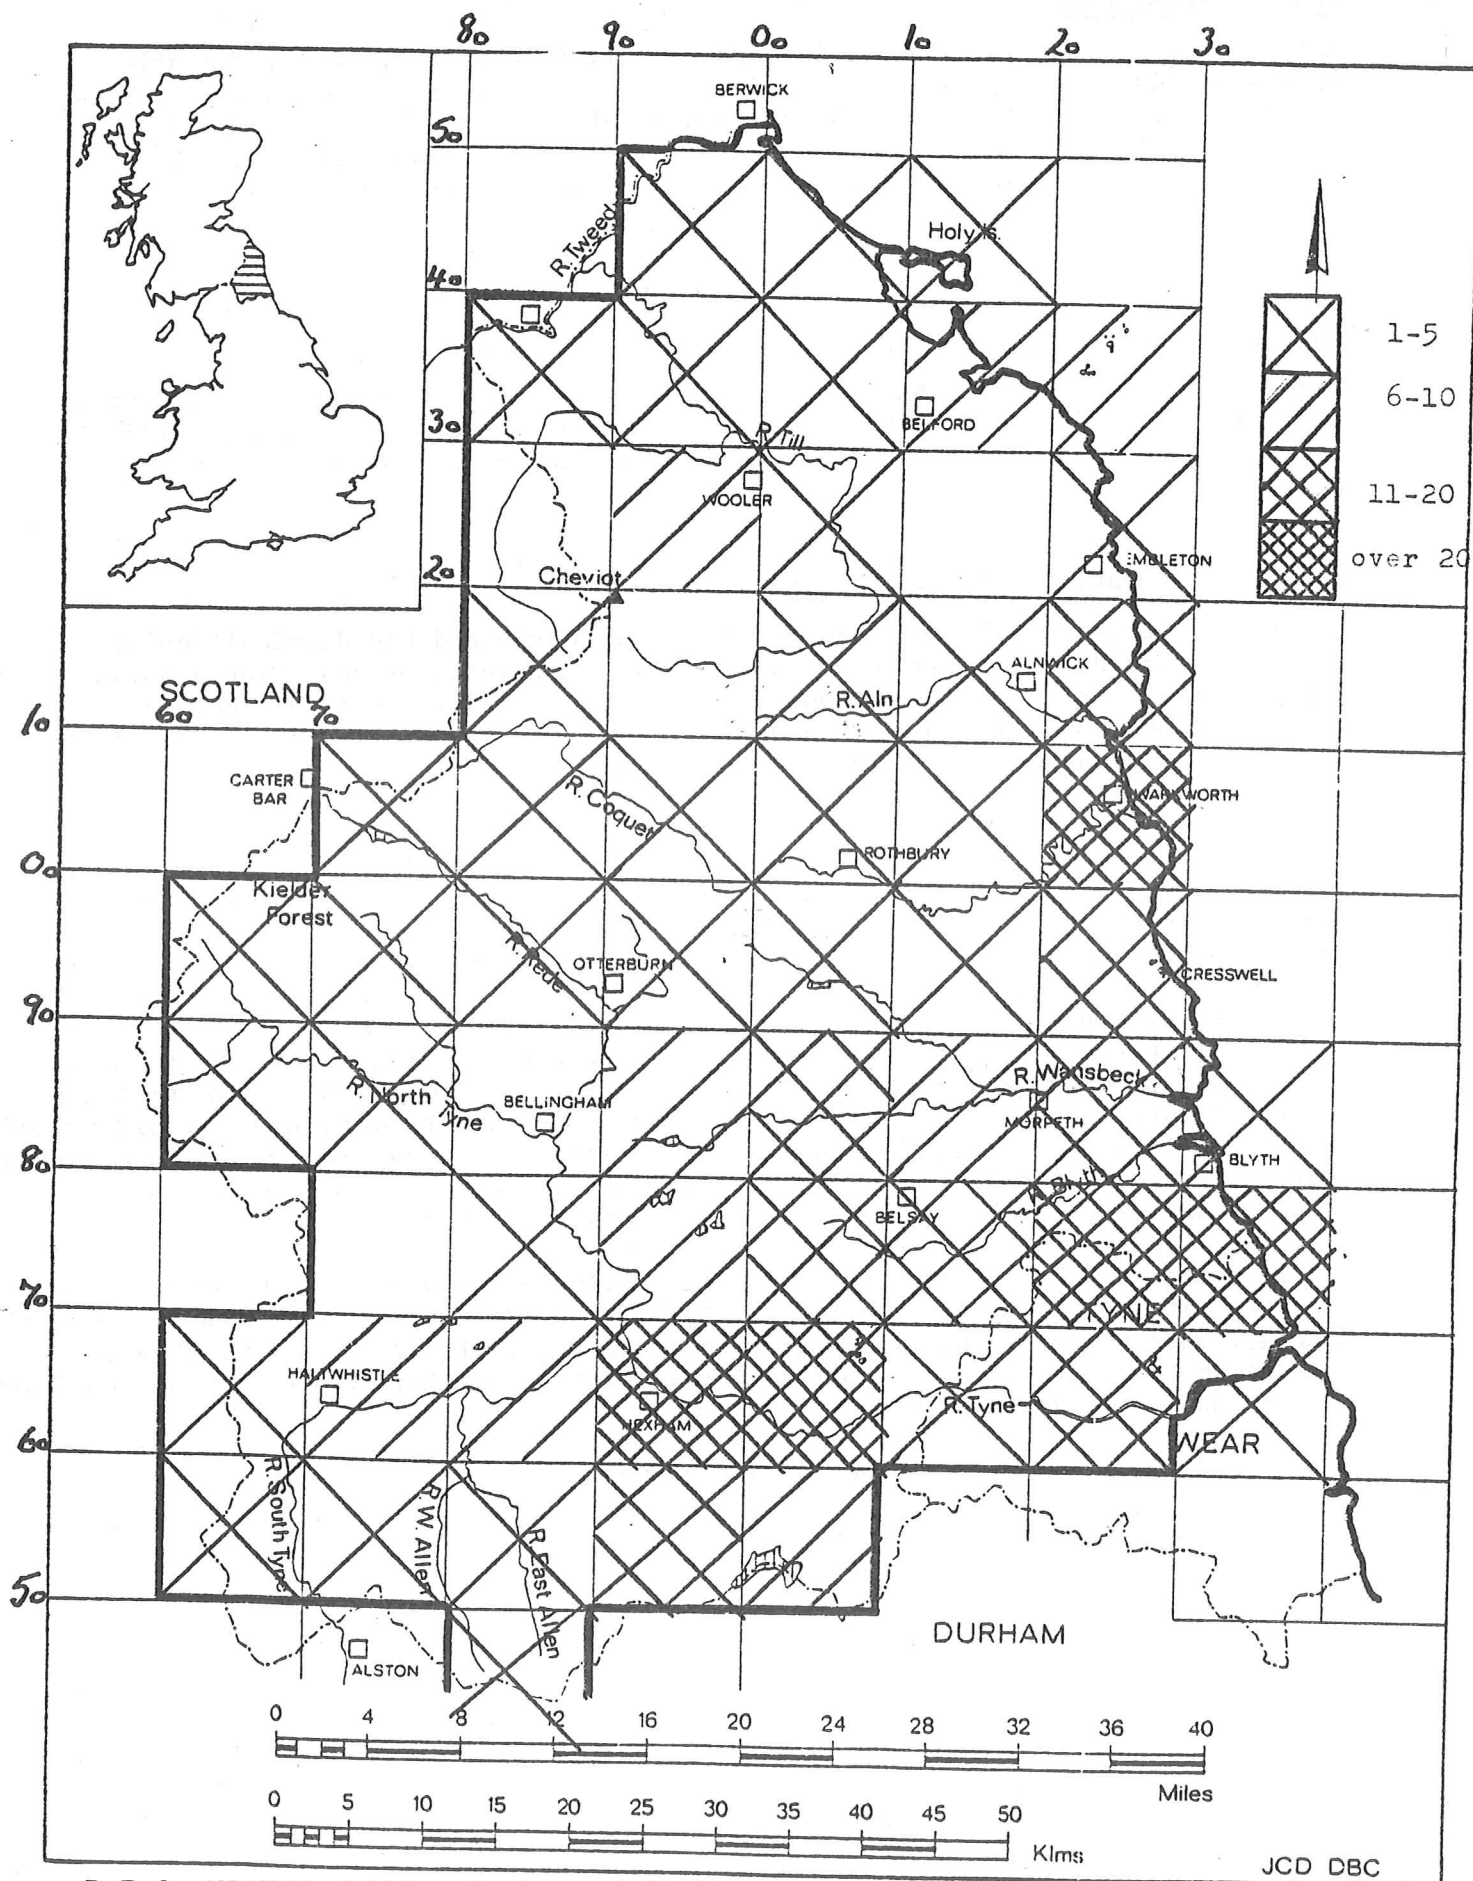 80 90 00 10 20 30
BERWICK
50
Holy Is.
R. Tweed
40
1-5
6-10
BELFORD
30
R. Till
WOOLER
11-20
EMBLETON
over 20
20
Cheviot
ALNWICK
SCOTLAND
R. Aln
60 70
10
CARTER
BAR
R. Coquet
WARKWORTH
ROTHBURY
00
Kielder
Forest
R. Rede
OTTERBURN
CRESSWELL
90
R. Wansbeck
R. North Tyne
BELLINGHAM
MORPETH
80
BLYTH
R. Blyth
BELSAY
70
TYNE
HALTWHISTLE
R. Tyne
HEXHAM
60
WEAR
R. South Tyne
R. W. Allen
R. East Allen
50
DURHAM
ALSTON
0 4 8 12 16 20 24 28 32 36 40
Miles
0 5 10 15 20 25 30 35 40 45 50
Klms
JCD DBC